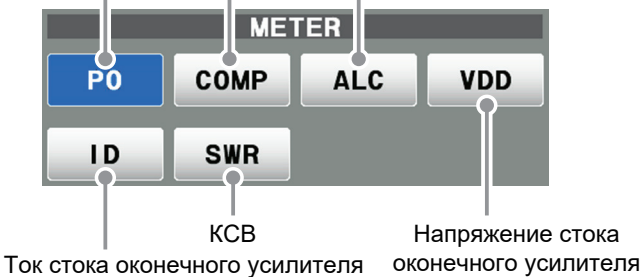 METER
PO
COMP
ALC
VDD
ID
SWR
КСВ
Напряжение стока
Ток стока оконечного усилителя
оконечного усилителя